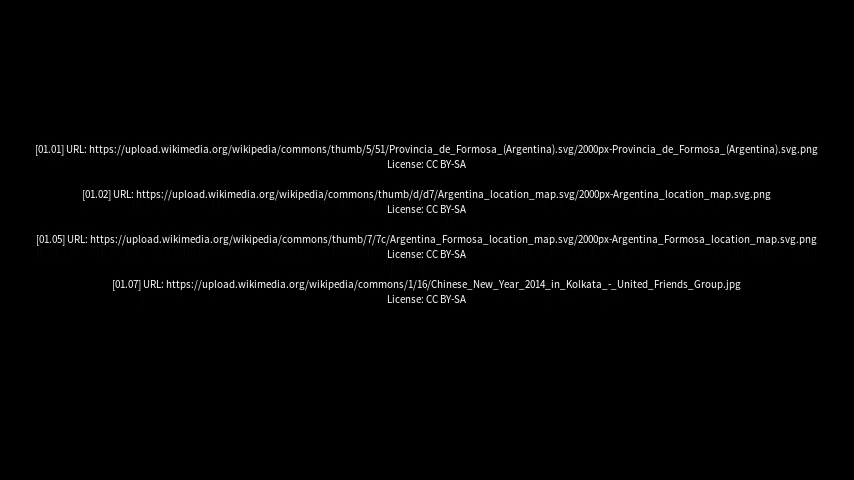 [01.01] URL: https://upload.wikimedia.org/wikipedia/commons/thumb/5/51/Provincia_de_Formosa_(Argentina).svg/2000px-Provincia_de_Formosa_(Argentina).svg.png
License: CC BY-SA
[01.02] URL: https://upload.wikimedia.org/wikipedia/commons/thumb/d/d7/Argentina_location_map.svg/2000px-Argentina_location_map.svg.png
License: CC BY-SA
[01.05] URL: https://upload.wikimedia.org/wikipedia/commons/thumb/7/7c/Argentina_Formosa_location_map.svg/2000px-Argentina_Formosa_location_map.svg.png
License: CC BY-SA
[01.07] URL: https://upload.wikimedia.org/wikipedia/commons/1/16/Chinese_New_Year_2014_in_Kolkata_-_United_Friends_Group.jpg
License: CC BY-SA